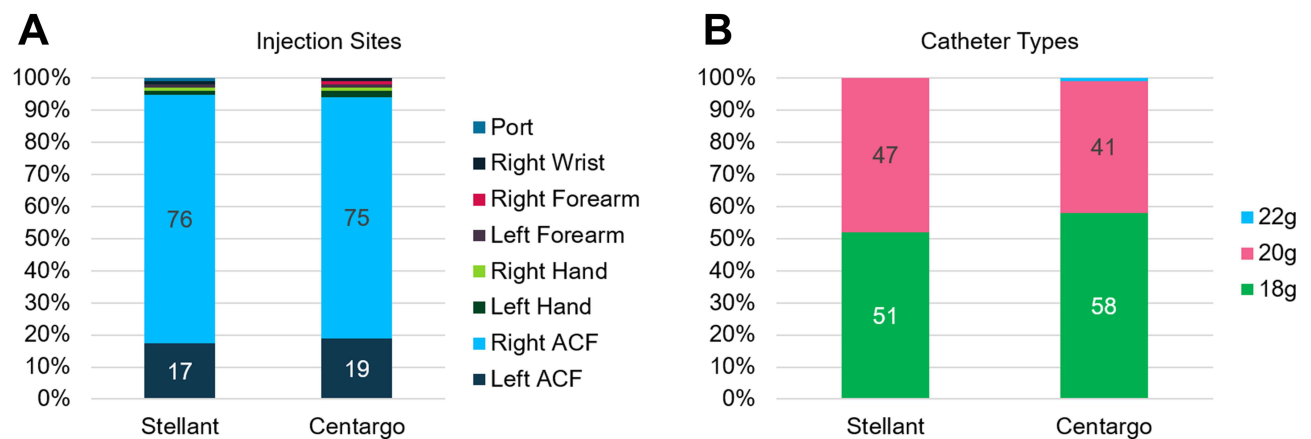 A
Injection Sites
100%
90%
80%
70%
60%
50%
40%
30%
20%
10%
0%
76
17
75
19
Stellant
Centargo
Port
Right Wrist
Right Forearm
Left Forearm
Right Hand
Left Hand
Right ACF
Left ACF
B
Catheter Types
100%
90%
80%
70%
60%
50%
40%
30%
20%
10%
0%
47
51
41
58
Stellant
Centargo
22g
20g
18g